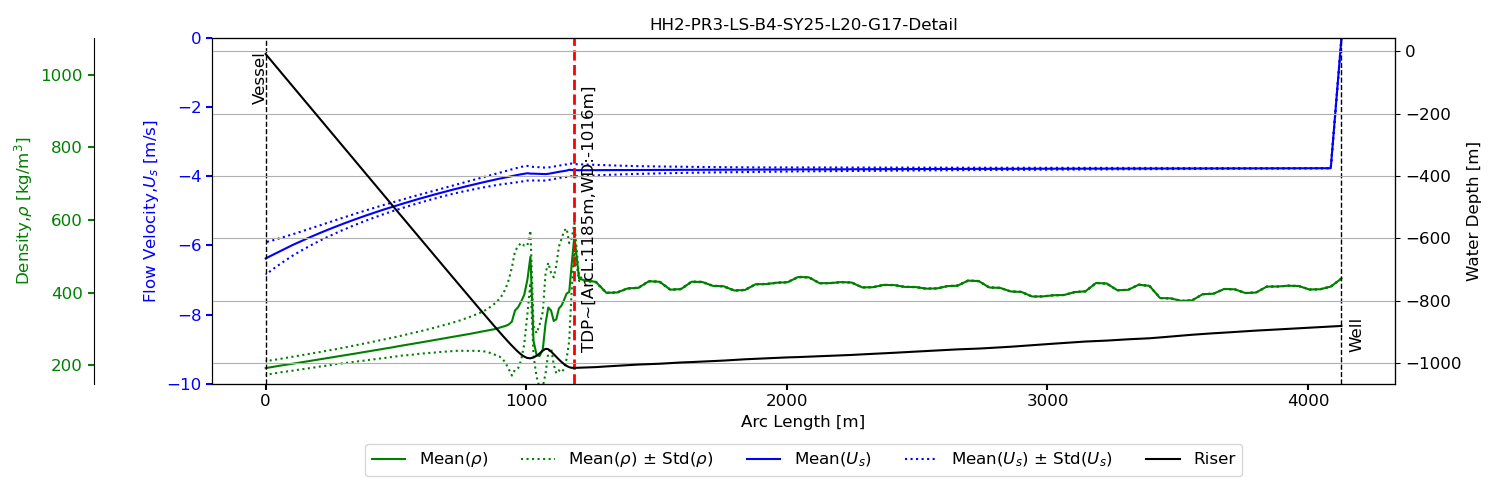 HH2-PR3-LS-B4-SY25-L20-G17-Detail
Density,ρ [kg/m³]
1000
800
600
400
200
Flow Velocity,Uₛ [m/s]
0
−2
−4
−6
−8
−10
Vessel
TDP~[ArcL:1185m,WD:-1016m]
Well
0
−200
−400
−600
−800
−1000
Water Depth [m]
0 1000 2000 3000 4000
Arc Length [m]
Mean(ρ) Mean(ρ) ± Std(ρ) Mean(Uₛ) Mean(Uₛ) ± Std(Uₛ) Riser